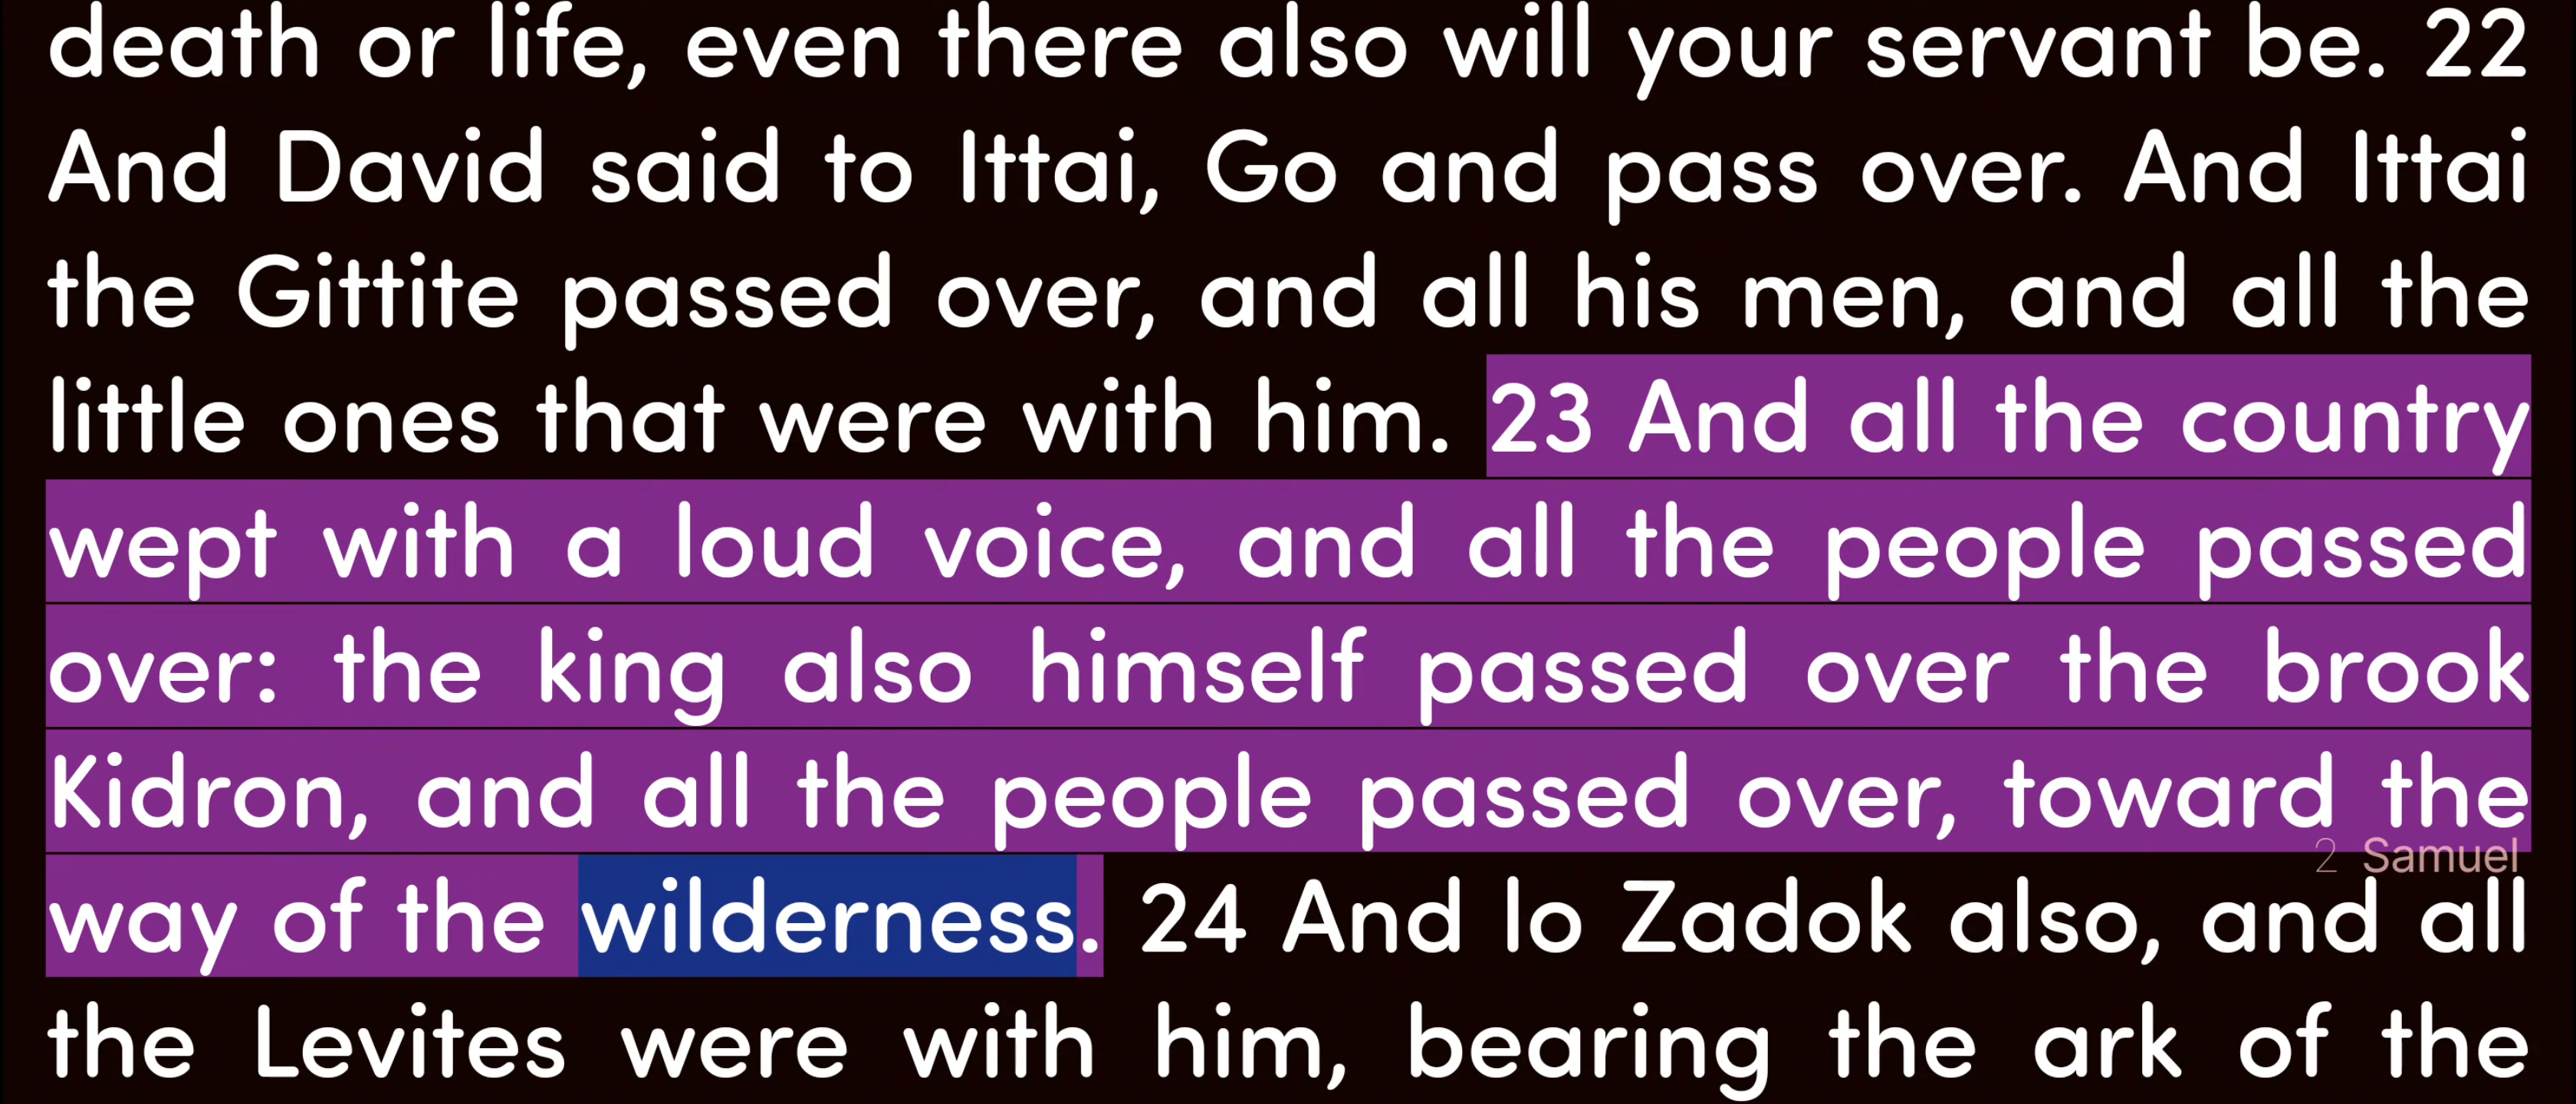 death or life, even there also will your servant be. 22
And David said to Ittai, Go and pass over. And Ittai
the Gittite passed over, and all his men, and all the
little ones that were with him. 23 And all the country
wept with a loud voice, and all the people passed
over: the king also himself passed over the brook
Kidron, and all the people passed over, toward the
2 Samuel
way of the wilderness. 24 And lo Zadok also, and all
the Levites were with him, bearing the ark of the